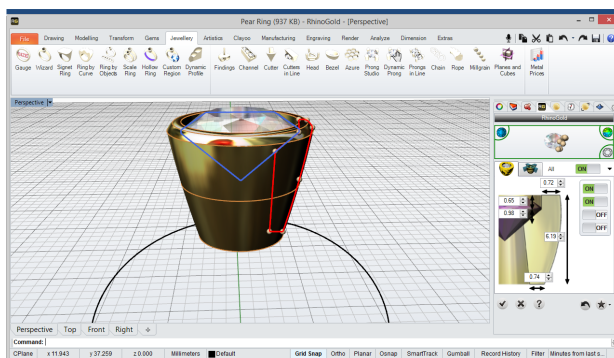 Pear Ring (937 KB) - RhinoGold - [Perspective]
File Drawing Modelling Transform Gems Jewellery Artistics Clayoo Manufacturing Engraving Render Analyze Dimension Extras
Gauge Wizard Signet Ring Ring by Curve Ring by Objects Scale Ring Hollow Ring Custom Region Dynamic Profile Findings Channel Cutter Cutters in Line Head Bezel Azure Prong Studio Dynamic Prong Prongs in Line Chain Rope Millgrain Planes and Cubes Metal Prices
Perspective
RhinoGold
All ON
0.72
ON
0.65
ON
0.98
OFF
6.19
OFF
0.74
Perspective Top Front Right
Command:
CPlane x 11.943 y 37.259 z 0.000 Millimeters Default Grid Snap Ortho Planar Osnap SmartTrack Gumball Record History Filter Minutes from last s...